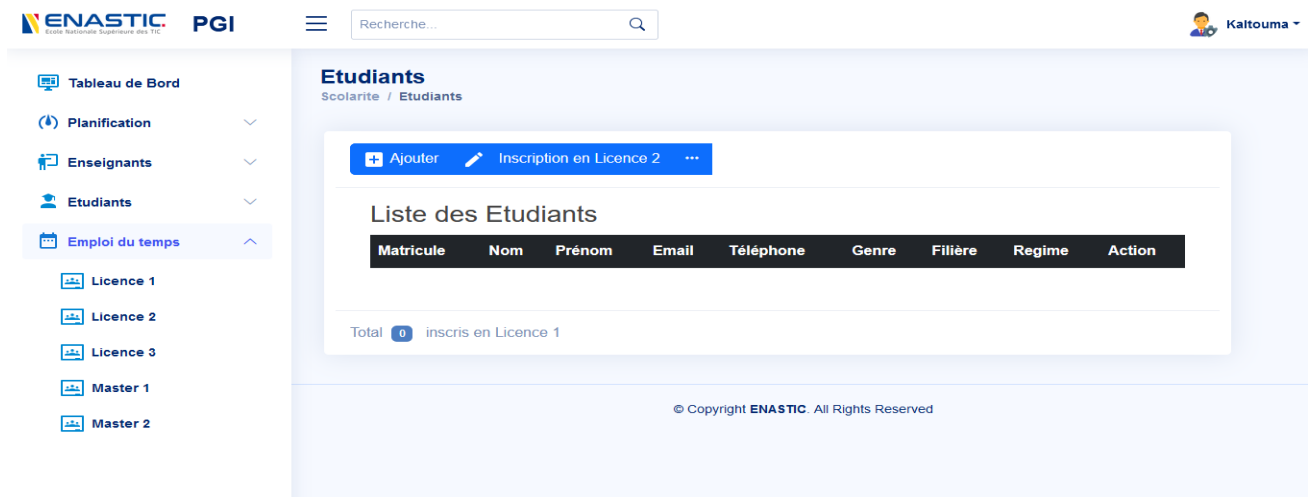 ENASTIC PGI Recherche... Kaltouma
École Nationale Supérieure des TIC
Tableau de Bord
Planification
Enseignants
Etudiants
Emploi du temps
Licence 1
Licence 2
Licence 3
Master 1
Master 2
Etudiants
Scolarite / Etudiants
Ajouter Inscription en Licence 2 ...
Liste des Etudiants
Matricule Nom Prénom Email Téléphone Genre Filière Regime Action
Total 0 inscris en Licence 1
© Copyright ENASTIC. All Rights Reserved